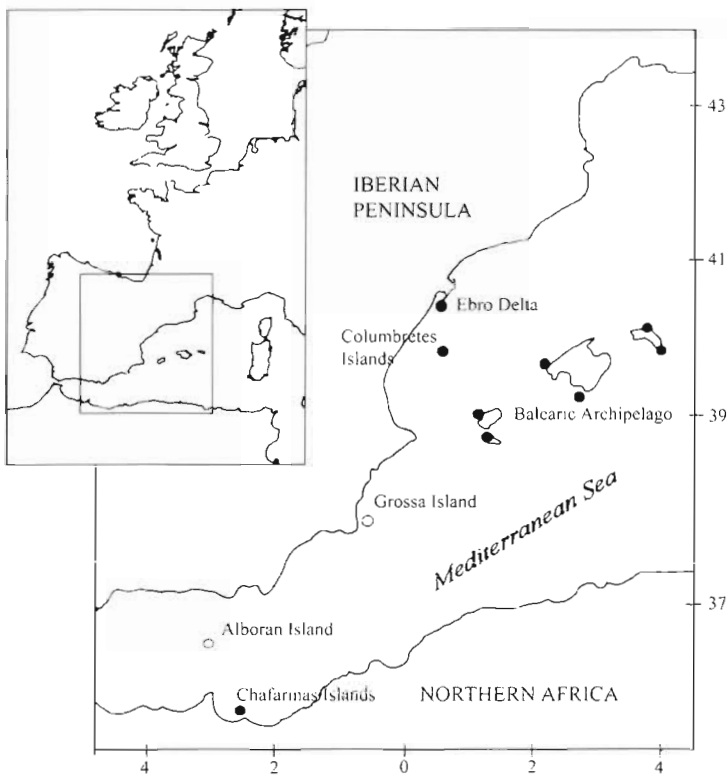 IBERIAN
PENINSULA
43
41
Ebro Delta
Columbretes
Islands
Balearic Archipelago
39
Grossa Island
Mediterranean Sea
37
Alboran Island
Chafarinas Islands
NORTHERN AFRICA
4
2
0
2
4